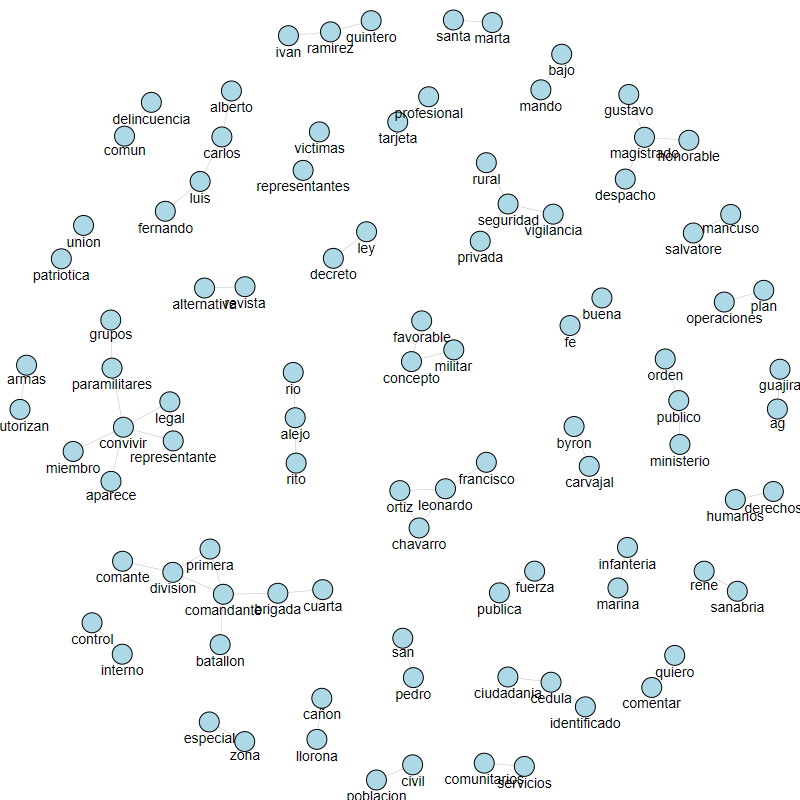 santa
marta
ivan
ramirez
quintero
bajo
mando
alberto
delincuencia
comun
carlos
luis
fernando
victimas
representantes
profesional
tarjeta
gustavo
magistrado
honorable
despacho
rural
seguridad
vigilancia
privada
mancuso
salvatore
union
patriotica
ley
decreto
alternativa
revista
buena
fe
plan
operaciones
grupos
paramilitares
favorable
militar
concepto
armas
utorizan
orden
publico
ministerio
guajira
ag
rio
alejo
rito
legal
convivir
representante
miembro
aparece
byron
carvajal
francisco
ortiz
leonardo
chavarro
humanos
derechos
primera
comante
division
comandante
brigada
cuarta
batallon
infanteria
marina
fuerza
publica
rene
sanabria
control
interno
san
pedro
quiero
comentar
ciudadania
cedula
identificado
cañon
llorona
especial
zona
poblacion
civil
comunitarios
servicios